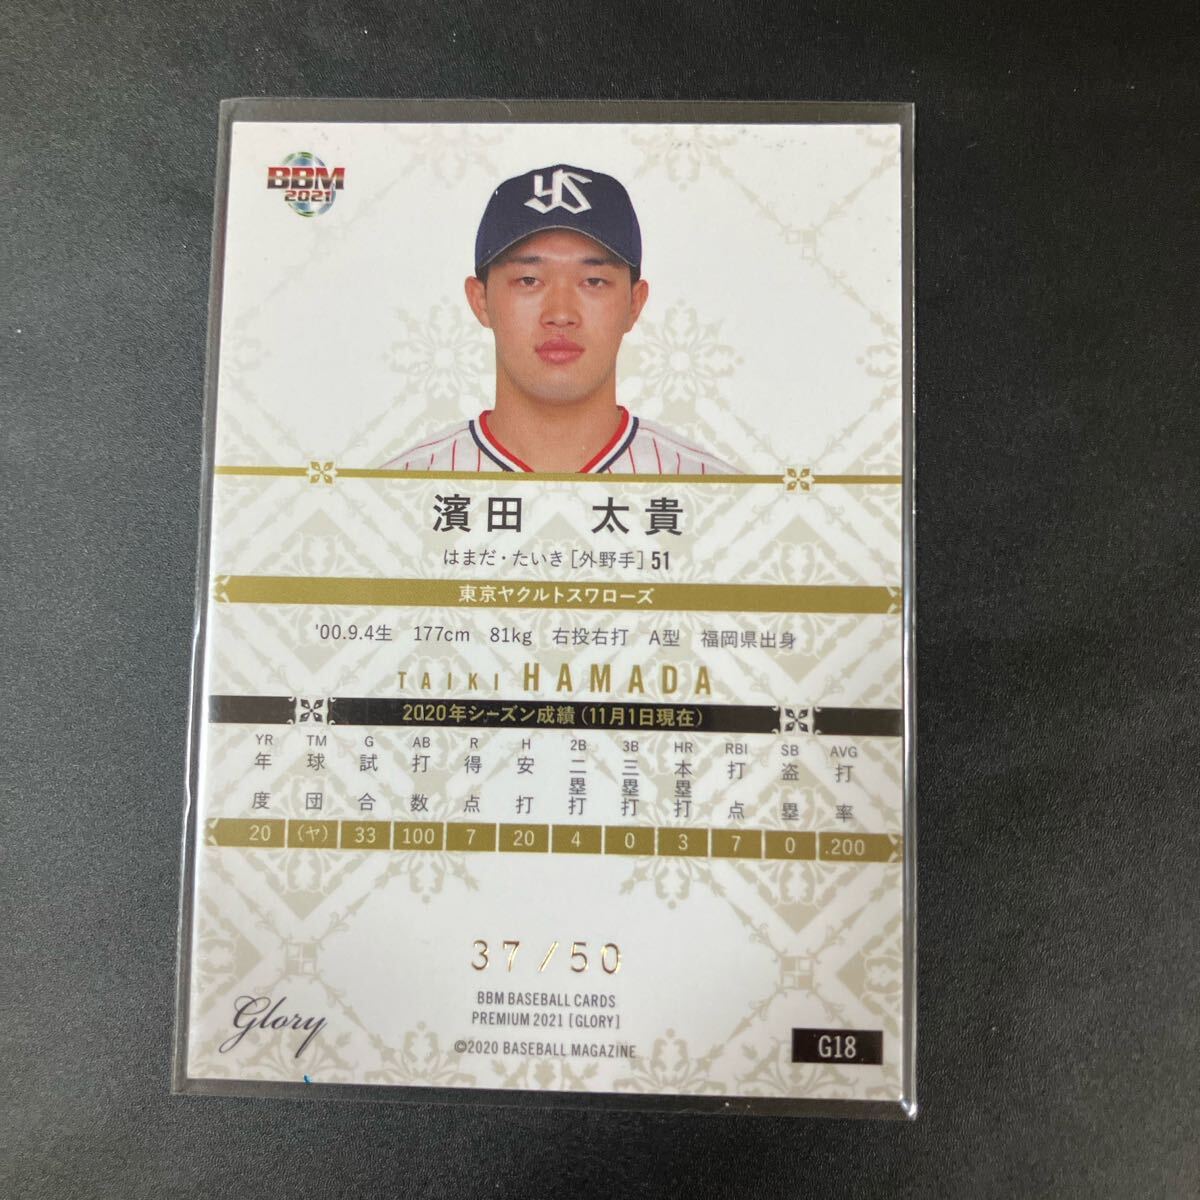 BBM
2021
YS
濱田　太貴
はまだ・たいき [外野手] 51
東京ヤクルトスワローズ
'00.9.4生　177cm　81kg　右投右打　A型　福岡県出身
TAIKI HAMADA
2020年シーズン成績(11月1日現在)
YR TM G AB R H 2B 3B HR RBI SB AVG
年度 球団 試合 打数 得点 安打 二塁打 三塁打 本塁打 打点 盗塁 打率
20 (ヤ) 33 100 7 20 4 0 3 7 0 .200
37/50
BBM BASEBALL CARDS
PREMIUM 2021 [GLORY]
©2020 BASEBALL MAGAZINE
Glory
G18